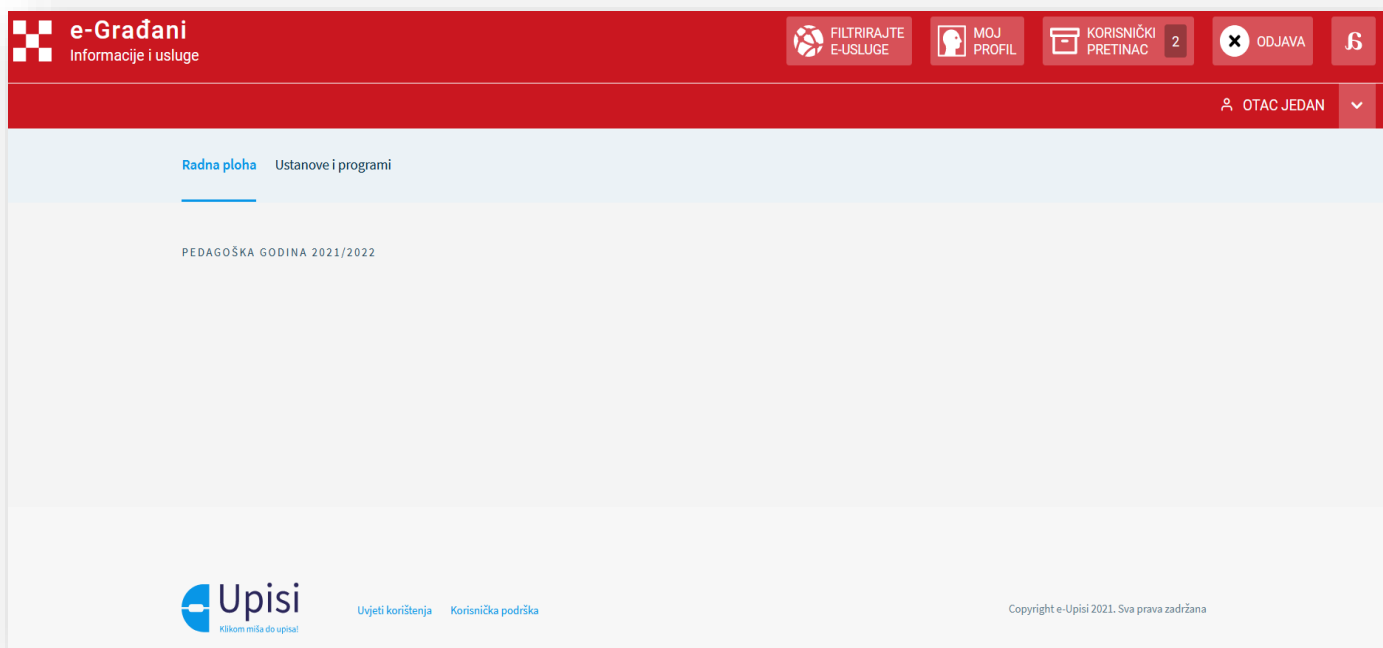 e-Građani
Informacije i usluge
FILTRIRAJTE
E-USLUGE
MOJ
PROFIL
KORISNIČKI
PRETINAC
2
ODJAVA
OTAC JEDAN
Radna ploha
Ustanove i programi
PEDAGOŠKA GODINA 2021/2022
Upisi
Klikom miša do upisa!
Uvjeti korištenja
Korisnička podrška
Copyright e-Upisi 2021. Sva prava zadržana